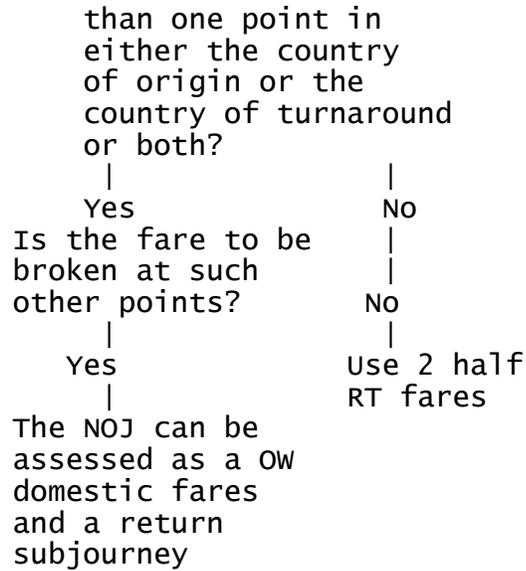 than one point in
either the country
of origin or the
country of turnaround
or both?
| |
Yes No
Is the fare to be |
broken at such |
other points? No
| |
Yes Use 2 half
| RT fares
The NOJ can be
assessed as a OW
domestic fares
and a return
subjourney